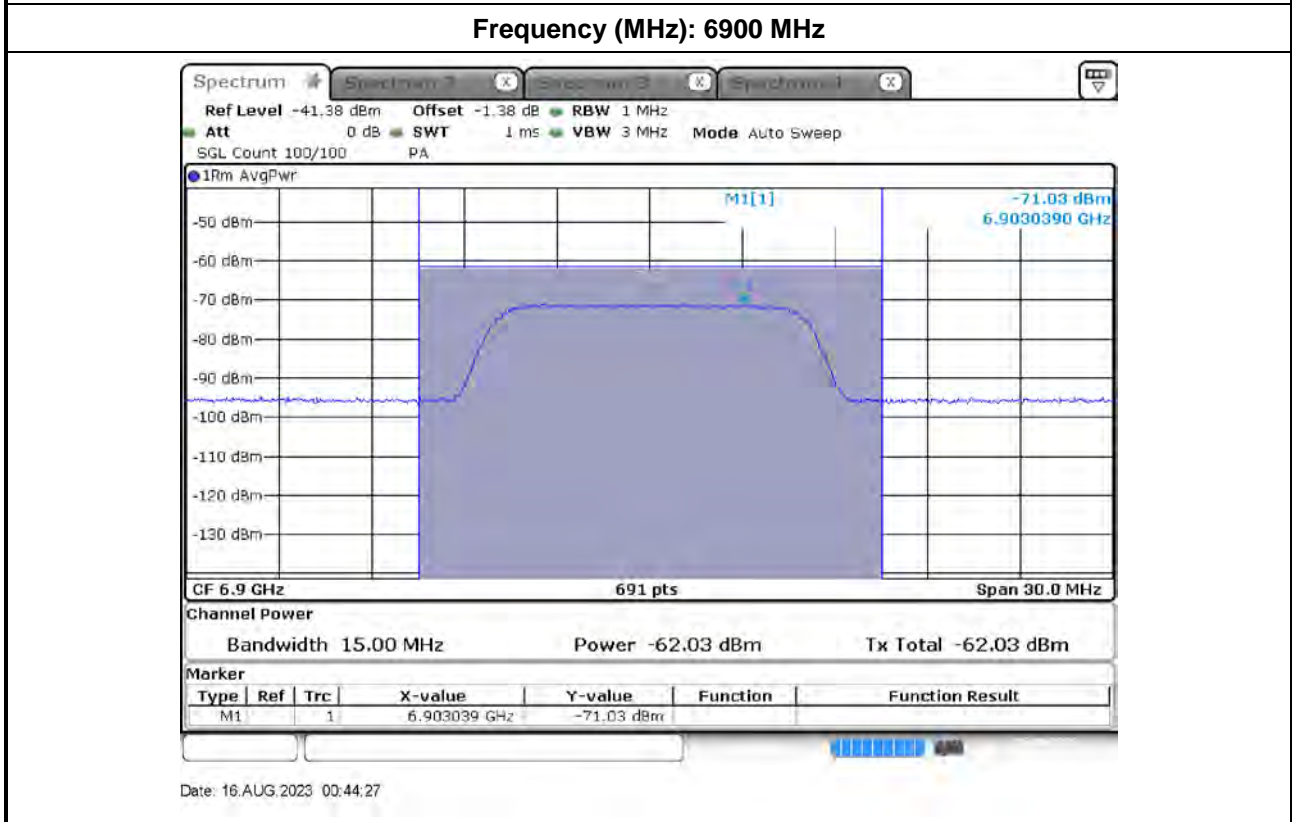 Frequency (MHz): 6900 MHz
Spectrum
Ref Level -41.38 dBm Offset -1.38 dB RBW 1 MHz
Att 0 dB SWT 1 ms VBW 3 MHz Mode Auto Sweep
SGL Count 100/100 PA
1Rm AvgPwr
M1[1] -71.03 dBm
6.9030390 GHz
-50 dBm
-60 dBm
-70 dBm
-80 dBm
-90 dBm
-100 dBm
-110 dBm
-120 dBm
-130 dBm
CF 6.9 GHz 691 pts Span 30.0 MHz
Channel Power
Bandwidth 15.00 MHz Power -62.03 dBm Tx Total -62.03 dBm
Marker
Type Ref Trc X-value Y-value Function Function Result
M1 1 6.903039 GHz -71.03 dBm
Date: 16.AUG.2023 00:44:27